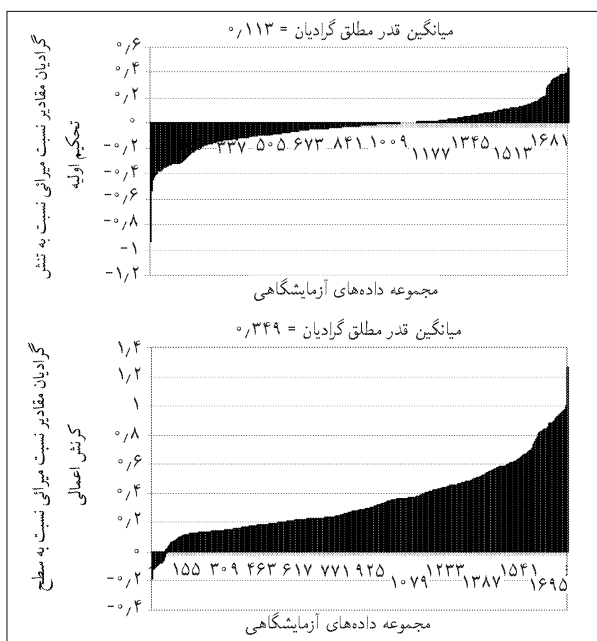 میانگین قدر مطلق گرادیان = ۰٫۱۱۳
گرادیان مقادیر نسبت میرائی نسبت به تنش
تحکیم اولیه
۰٫۶
۰٫۴
۰٫۲
۰
-۰٫۲
-۰٫۴
-۰٫۶
-۰٫۸
-۱
-۱٫۲
۳۳۷ ۵۰۵ ۶۷۳ ۸۴۱ ۱۰۰۹ ۱۱۷۷ ۱۳۴۵ ۱۵۱۳ ۱۶۸۱
مجموعه داده‌های آزمایشگاهی
میانگین قدر مطلق گرادیان = ۰٫۳۴۹
گرادیان مقادیر نسبت میرائی نسبت به سطح
کرنش اعمالی
۱٫۴
۱٫۲
۱
۰٫۸
۰٫۶
۰٫۴
۰٫۲
۰
-۰٫۲
-۰٫۴
۱۵۵ ۳۰۹ ۴۶۳ ۶۱۷ ۷۷۱ ۹۲۵ ۱۰۷۹ ۱۲۳۳ ۱۳۸۷ ۱۵۴۱ ۱۶۹۵
مجموعه داده‌های آزمایشگاهی